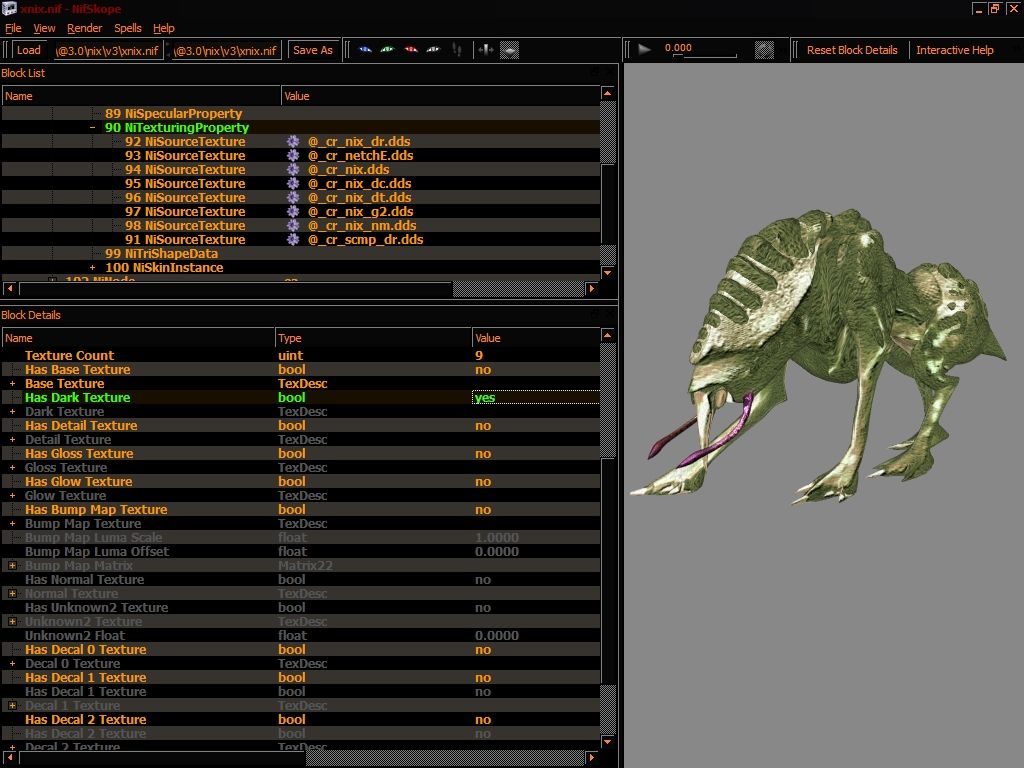 xnix.nif - NifSkope
File View Render Spells Help
Load \@3.0\nix\v3\xnix.nif \@3.0\nix\v3\xnix.nif Save As 0.000 Reset Block Details Interactive Help
Block List
Name Value
89 NiSpecularProperty
90 NiTexturingProperty
92 NiSourceTexture @_cr_nix_dr.dds
93 NiSourceTexture @_cr_netchE.dds
94 NiSourceTexture @_cr_nix.dds
95 NiSourceTexture @_cr_nix_dc.dds
96 NiSourceTexture @_cr_nix_dt.dds
97 NiSourceTexture @_cr_nix_g2.dds
98 NiSourceTexture @_cr_nix_nm.dds
91 NiSourceTexture @_cr_scmp_dr.dds
99 NiTriShapeData
100 NiSkinInstance
102 NiNode
Block Details
Name Type Value
Texture Count uint 9
Has Base Texture bool no
Base Texture TexDesc
Has Dark Texture bool yes
Dark Texture TexDesc
Has Detail Texture bool no
Detail Texture TexDesc
Has Gloss Texture bool no
Gloss Texture TexDesc
Has Glow Texture bool no
Glow Texture TexDesc
Has Bump Map Texture bool no
Bump Map Texture TexDesc
Bump Map Luma Scale float 1.0000
Bump Map Luma Offset float 0.0000
Bump Map Matrix Matrix22
Has Normal Texture bool no
Normal Texture TexDesc
Has Unknown2 Texture bool no
Unknown2 Texture TexDesc
Unknown2 Float float 0.0000
Has Decal 0 Texture bool no
Decal 0 Texture TexDesc
Has Decal 1 Texture bool no
Has Decal 1 Texture bool no
Decal 1 Texture TexDesc
Has Decal 2 Texture bool no
Has Decal 2 Texture bool no
Decal 2 Texture TexDesc